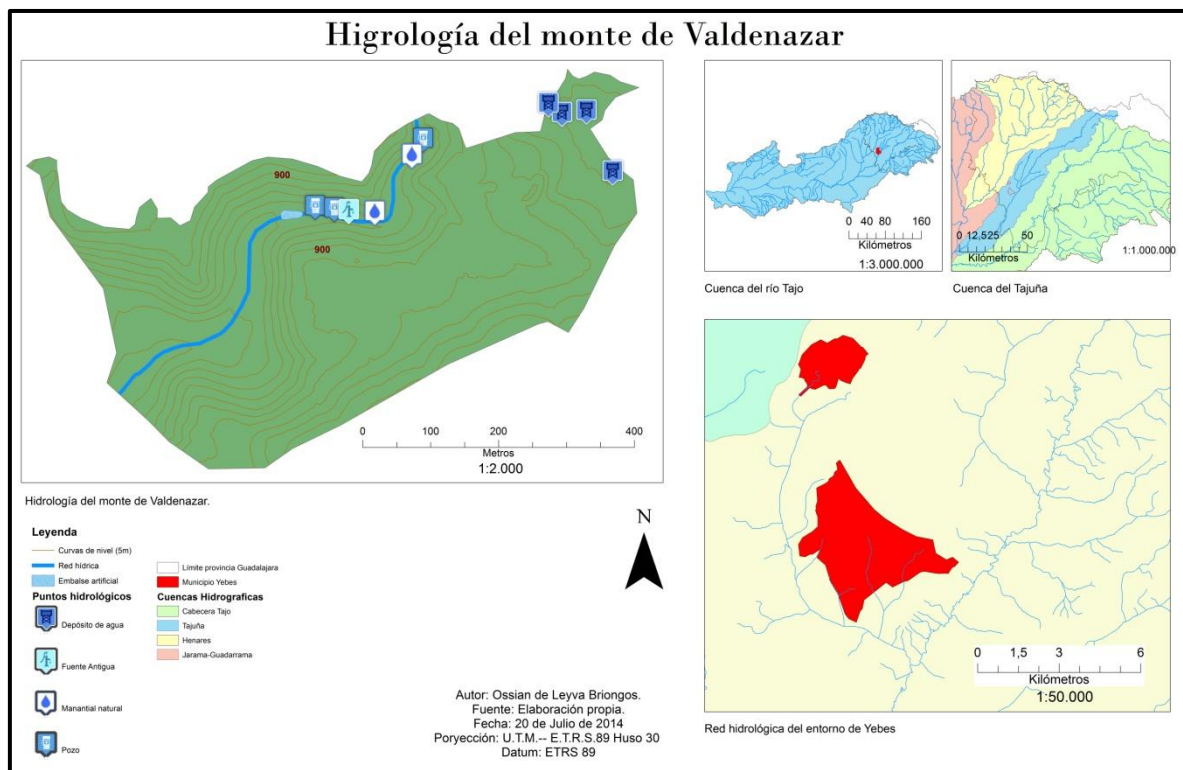 Higrología del monte de Valdenazar
900
900
0 100 200 400
Metros
1:2.000
Hidrología del monte de Valdenazar.
0 40 80 160
Kilómetros
1:3.000.000
Cuenca del río Tajo
0 12,525 50
Kilómetros
1:1.000.000
Cuenca del Tajuña
0 1,5 3 6
Kilómetros
1:50.000
Red hidrológica del entorno de Yebes
N
Leyenda
Curvas de nivel (5m)
Red hídrica
Embalse artificial
Puntos hidrológicos
Depósito de agua
Fuente Antigua
Manantial natural
Pozo
Límite provincia Guadalajara
Municipio Yebes
Cuencas Hidrograficas
Cabecera Tajo
Tajuña
Henares
Jarama-Guadarrama
Autor: Ossian de Leyva Briongos.
Fuente: Elaboración propia.
Fecha: 20 de Julio de 2014
Poryección: U.T.M.-- E.T.R.S.89 Huso 30
Datum: ETRS 89